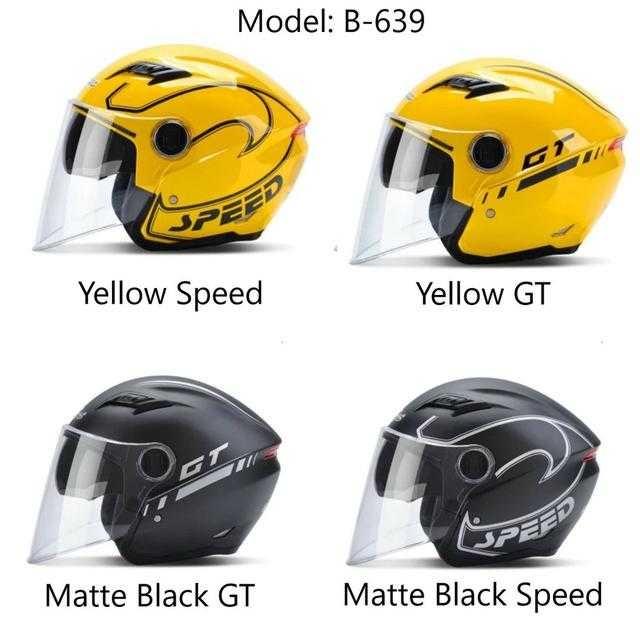 Model: B-639
SPEED
GT
Yellow Speed
Yellow GT
GT
SPEED
Matte Black GT
Matte Black Speed